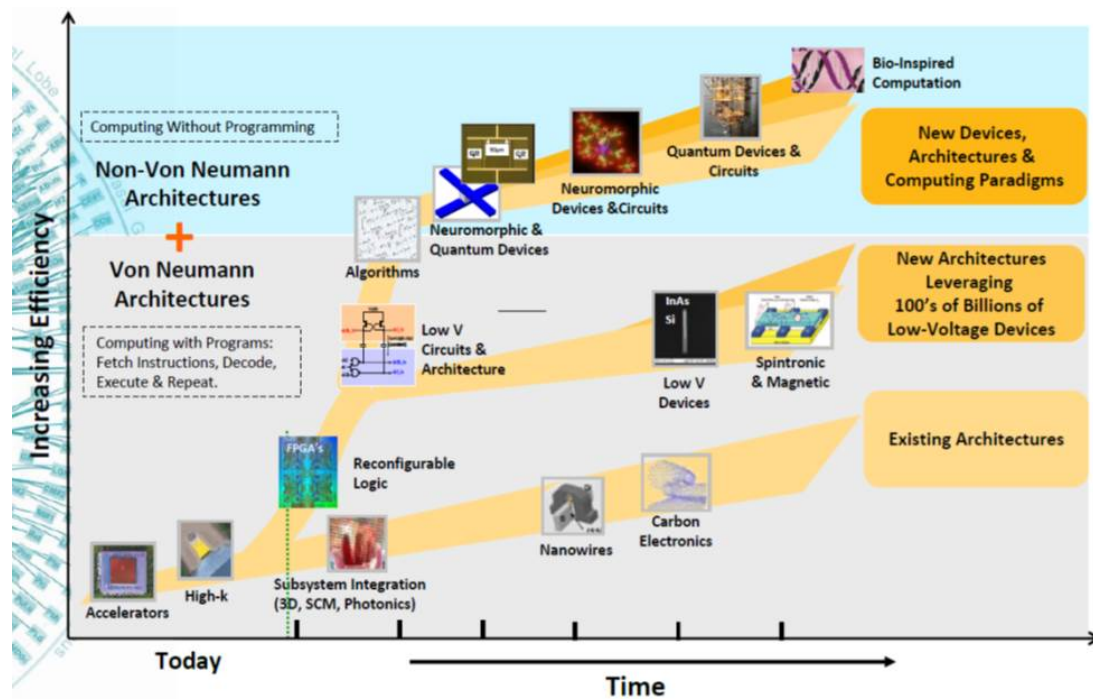 Bio-Inspired
Computation
Computing Without Programming
Non-Von Neumann
Architectures
+
Von Neumann
Architectures
Computing with Programms:
Fetch Instructions, Decode,
Execute & Repeat.
New Devices,
Architectures &
Computing Paradigms
Quantum Devices &
Circuits
Neuromorphic
Devices &Circuits
Neuromorphic &
Quantum Devices
Algorithms
New Architectures
Leveraging
100's of Billions of
Low-Voltage Devices
InAs
Si
Low V
Circuits &
Architecture
Low V
Devices
Spintronic
& Magnetic
Existing Architectures
FPGA's
Reconfigurable
Logic
Carbon
Electronics
Nanowires
Accelerators
High-k
Subsystem Integration
(3D, SCM, Photonics)
Increasing Efficiency
Today
Time